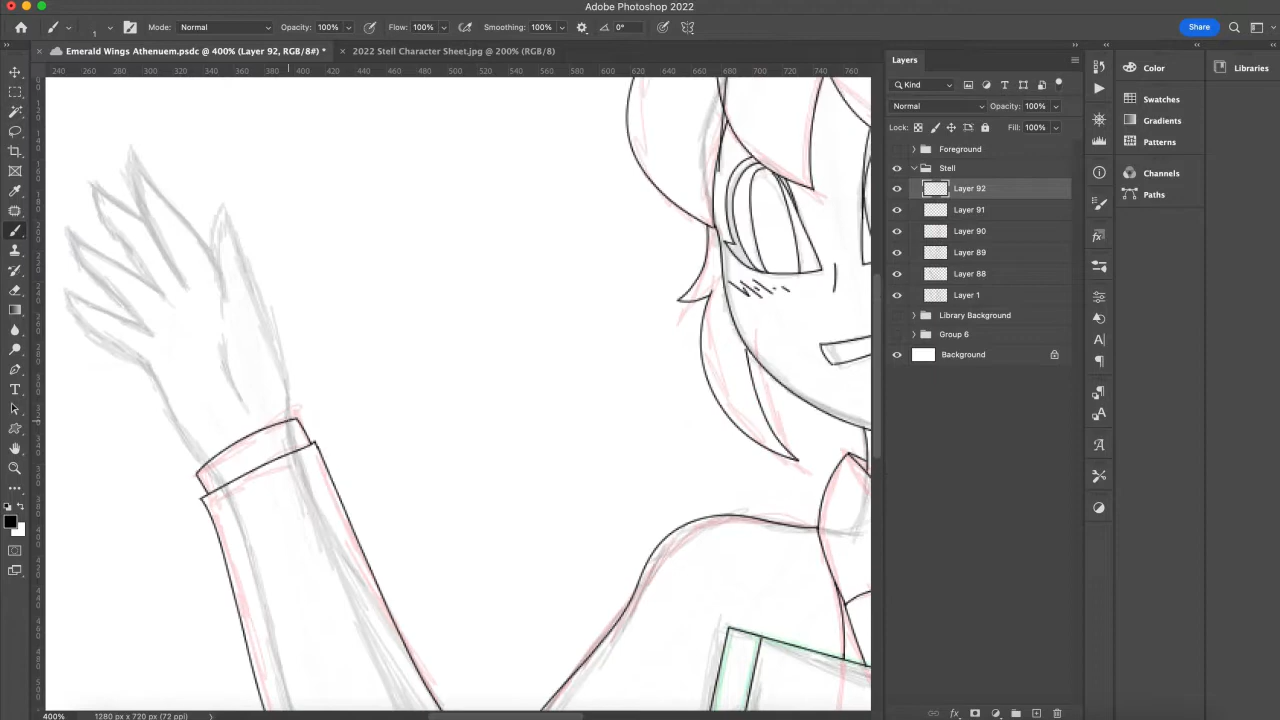 Adobe Photoshop 2022
Mode: Normal Opacity: 100% Flow: 100% Smoothing: 100% 0° Share
Emerald Wings Athenuem.psdc @ 400% (Layer 92, RGB/8#) *
2022 Stell Character Sheet.jpg @ 200% (RGB/8)
240 260 280 300 320 340 360 380 400 420 440 460 480 500 520 540 560 580 600 620 640 660 680 700 720 740 760
Layers
Kind
Normal Opacity: 100%
Lock: Fill: 100%
Foreground
Stell
Layer 92
Layer 91
Layer 90
Layer 89
Layer 88
Layer 1
Library Background
Group 6
Background
Color
Swatches
Gradients
Patterns
Channels
Paths
Libraries
400% 1280 px x 720 px (72 ppi)